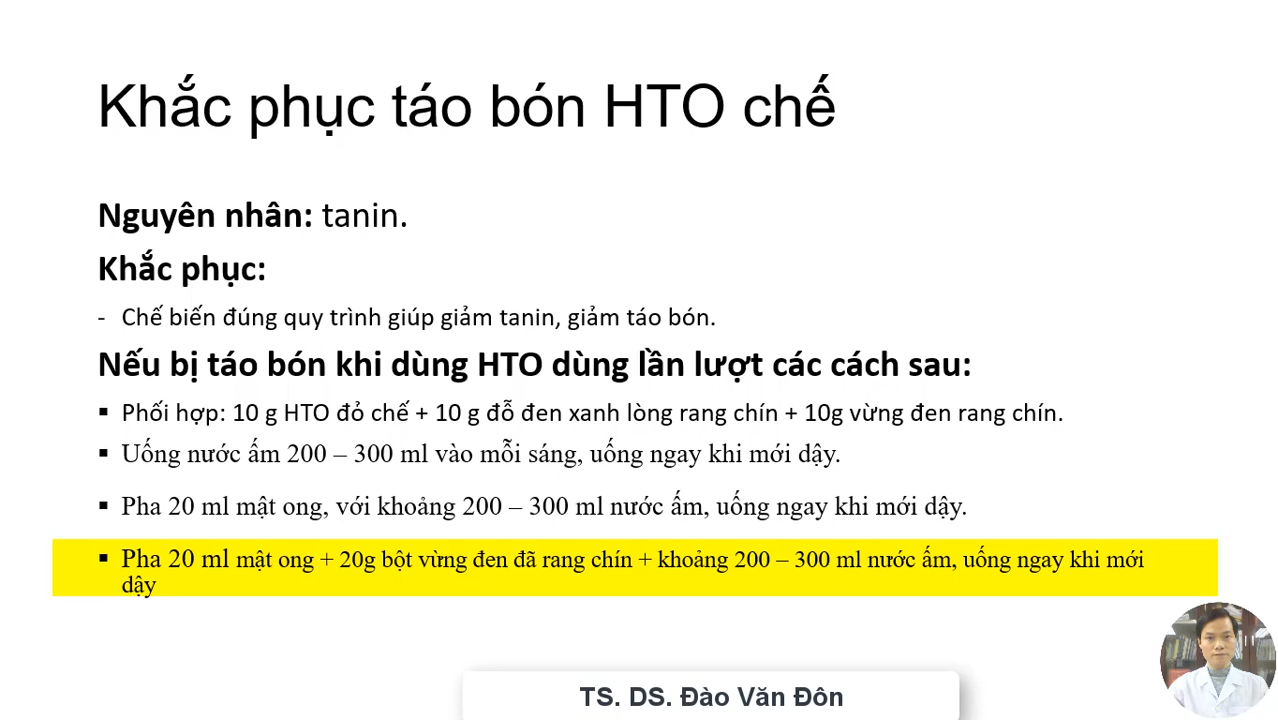 Khắc phục táo bón HTO chế
Nguyên nhân: tanin.
Khắc phục:
- Chế biến đúng quy trình giúp giảm tanin, giảm táo bón.
Nếu bị táo bón khi dùng HTO dùng lần lượt các cách sau:
▪ Phối hợp: 10 g HTO đỏ chế + 10 g đỗ đen xanh lòng rang chín + 10g vừng đen rang chín.
▪ Uống nước ấm 200 – 300 ml vào mỗi sáng, uống ngay khi mới dậy.
▪ Pha 20 ml mật ong, với khoảng 200 – 300 ml nước ấm, uống ngay khi mới dậy.
▪ Pha 20 ml mật ong + 20g bột vừng đen đã rang chín + khoảng 200 – 300 ml nước ấm, uống ngay khi mới
dậy
TS. DS. Đào Văn Đôn